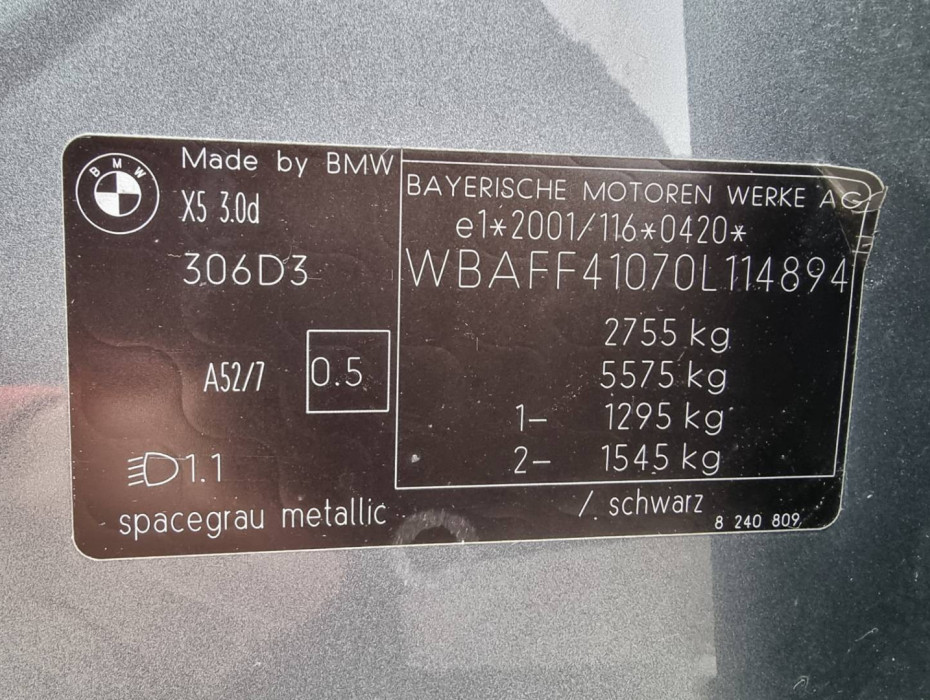 BMW
Made by BMW
X5 3.0d
306D3
A52/7
0.5
1.1
spacegrau metallic
BAYERISCHE MOTOREN WERKE AG
e1*2001/116*0420*
WBAFF41070L114894
2755 kg
5575 kg
1- 1295 kg
2- 1545 kg
/. schwarz
8 240 809